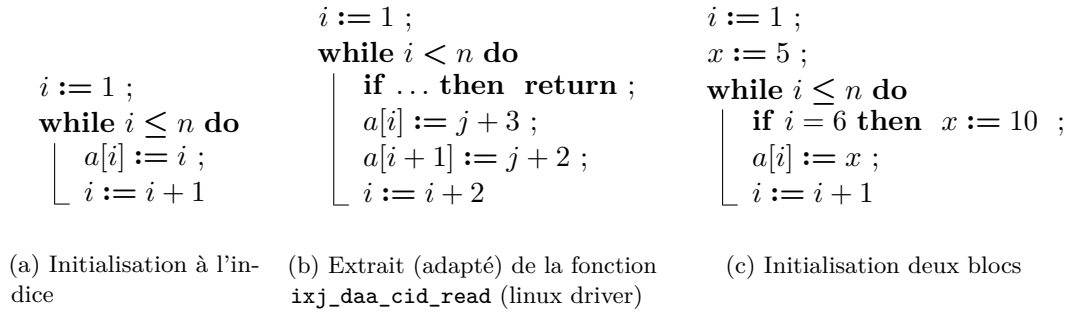 i := 1 ;
while i ≤ n do
a[i] := i ;
i := i + 1
(a) Initialisation à l'in-
dice
i := 1 ;
while i < n do
if ... then return ;
a[i] := j + 3 ;
a[i + 1] := j + 2 ;
i := i + 2
(b) Extrait (adapté) de la fonction
ixj_daa_cid_read (linux driver)
i := 1 ;
x := 5 ;
while i ≤ n do
if i = 6 then x := 10 ;
a[i] := x ;
i := i + 1
(c) Initialisation deux blocs